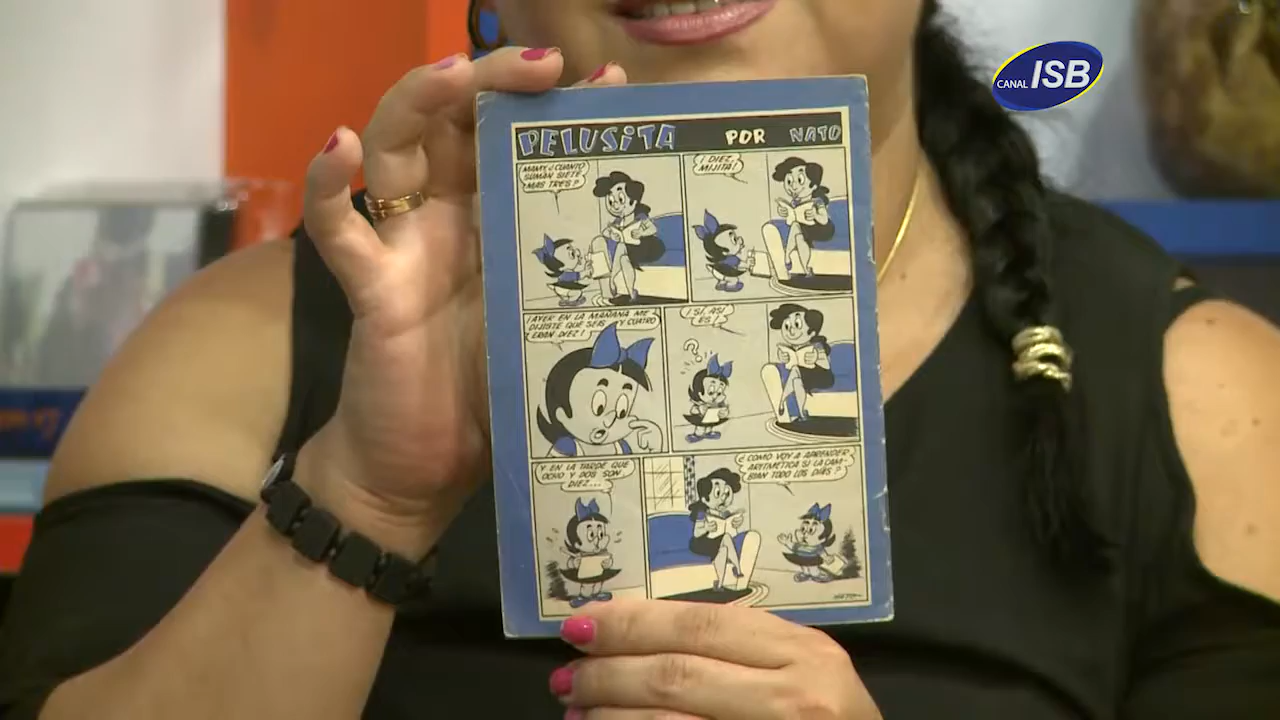 CANAL ISB
PELUSiTA POR NATO
MAMY, ¿CUANTO
SUMAN SIETE
MAS TRES?
¡DIEZ,
MIJITA!
¡AYER EN LA MAÑANA ME
DIJISTE QUE SEIS Y CUATRO
ERAN DIEZ!
¡SI, ASI
ES!
?
Y EN LA TARDE QUE
OCHO Y DOS SON
DIEZ...
¿COMO VOY A APRENDER
ARITMETICA SI LA CAM-
BIAN TODO LOS DIAS?